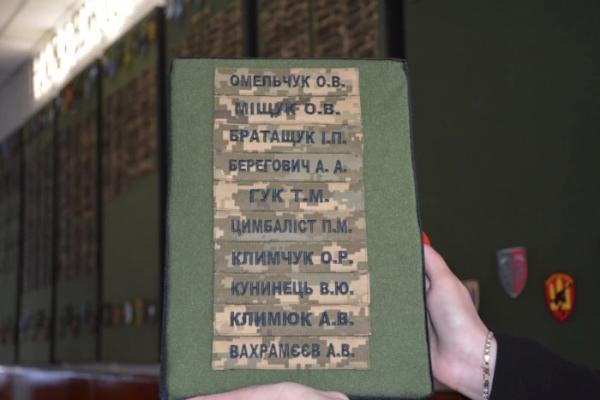 ОМЕЛЬЧУК О.В.
МІЩУК О.В.
БРАТАЩУК І.П.
БЕРЕГОВИЧ А. А.
ГУК Т.М.
ЦИМБАЛІСТ П.М.
КЛИМЧУК О.Р.
КУНИНЕЦЬ В.Ю.
КЛИМЮК А.В.
ВАХРАМЄЄВ А.В.